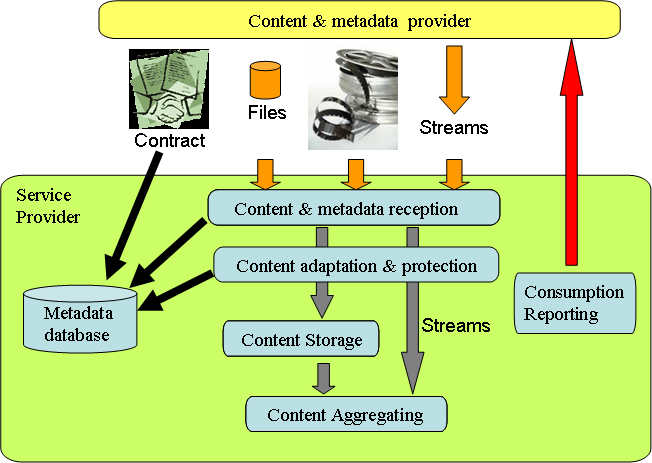 Content & metadata provider
Files
Streams
Contract
Service
Provider
Content & metadata reception
Content adaptation & protection
Metadata
database
Consumption
Reporting
Streams
Content Storage
Content Aggregating